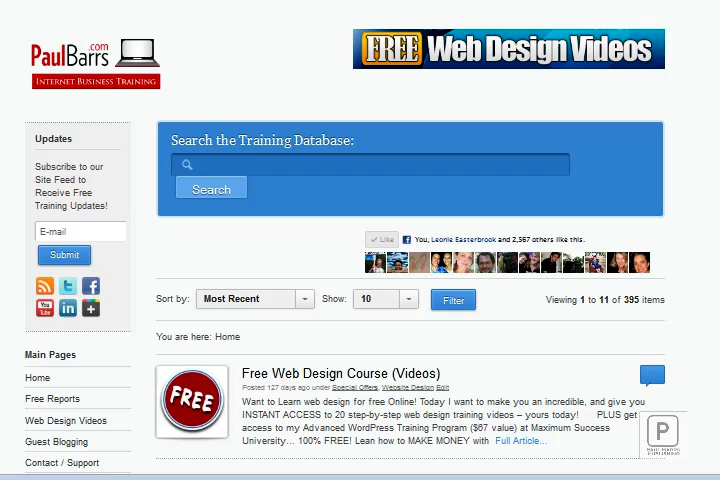 PaulBarrs.com
INTERNET BUSINESS TRAINING
FREE Web Design Videos
Updates
Subscribe to our
Site Feed to
Receive Free
Training Updates!
E-mail
Submit
You Tube
Main Pages
Home
Free Reports
Web Design Videos
Guest Blogging
Contact / Support
Search the Training Database:
Search
Like
You, Leonie Easterbrook and 2,567 others like this.
Sort by: Most Recent Show: 10 Filter Viewing 1 to 11 of 395 items
You are here: Home
FREE
Free Web Design Course (Videos)
Posted 127 days ago under Special Offers, Website Design Edit
Want to Learn web design for free Online! Today I want to make you an incredible, and give you
INSTANT ACCESS to 20 step-by-step web design training videos – yours today! PLUS get
access to my Advanced WordPress Training Program ($67 value) at Maximum Success
University... 100% FREE! Lean how to MAKE MONEY with Full Article...
P
PAUL BARRS
PUBLISHING